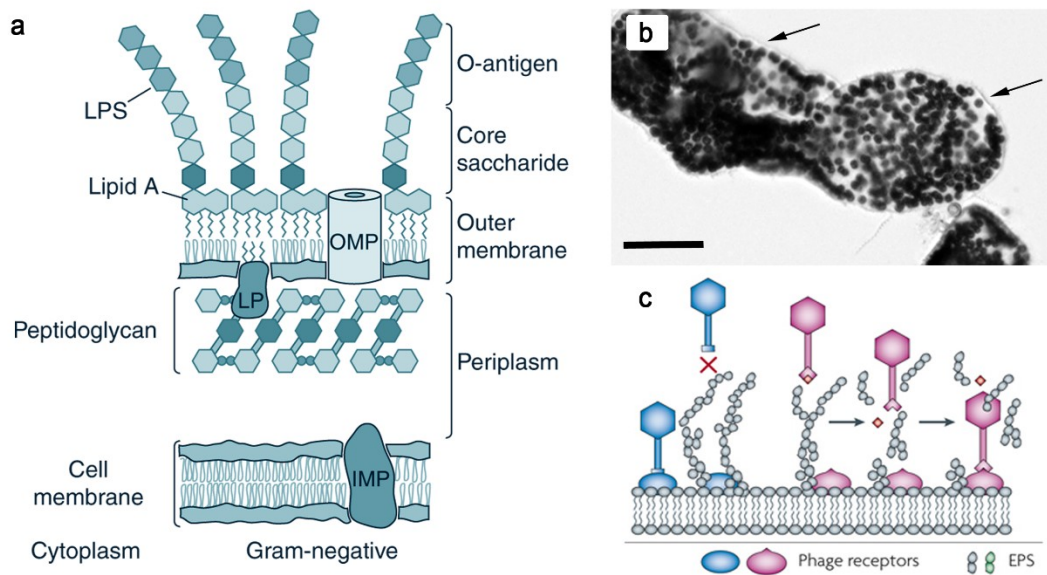 a
O-antigen
LPS
Core
saccharide
Lipid A
OMP
Outer
membrane
LP
Peptidoglycan
Periplasm
Cell
membrane
IMP
Cytoplasm
Gram-negative
b
c
Phage receptors
EPS